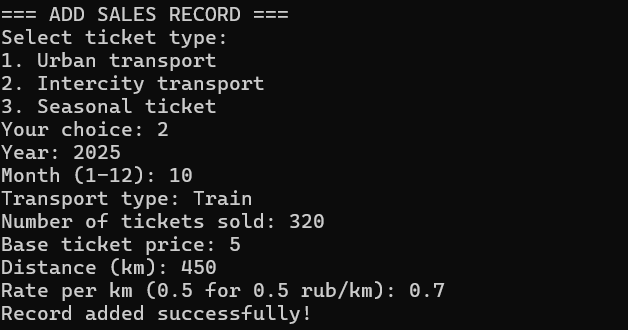 === ADD SALES RECORD ===
Select ticket type:
1. Urban transport
2. Intercity transport
3. Seasonal ticket
Your choice: 2
Year: 2025
Month (1-12): 10
Transport type: Train
Number of tickets sold: 320
Base ticket price: 5
Distance (km): 450
Rate per km (0.5 for 0.5 rub/km): 0.7
Record added successfully!